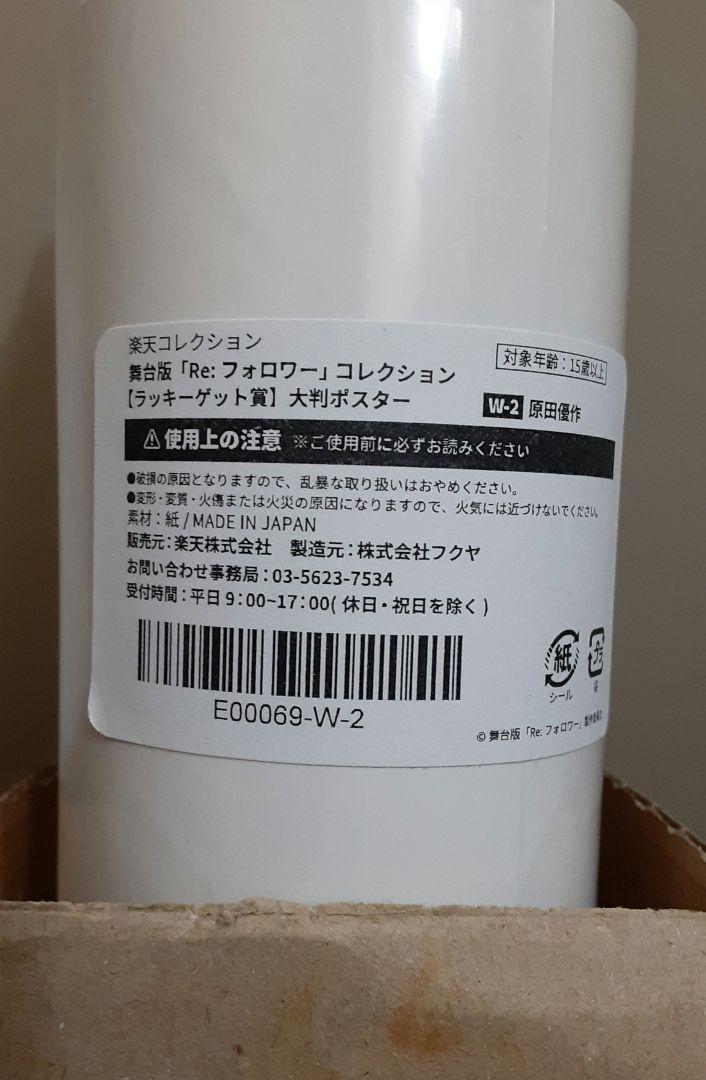 楽天コレクション
対象年齢：15歳以上
舞台版「Re: フォロワー」コレクション
【ラッキーゲット賞】大判ポスター
W-2 原田優作
⚠使用上の注意 ※ご使用前に必ずお読みください
●破損の原因となりますので、乱暴な取り扱いはおやめください。
●変形・変質・火傷または火災の原因になりますので、火気には近づけないでください。
素材：紙 / MADE IN JAPAN
販売元：楽天株式会社 製造元：株式会社フクヤ
お問い合わせ事務局：03-5623-7534
受付時間：平日 9：00~17：00( 休日・祝日を除く )
紙
プラ
シール
袋
E00069-W-2
© 舞台版「Re: フォロワー」製作委員会